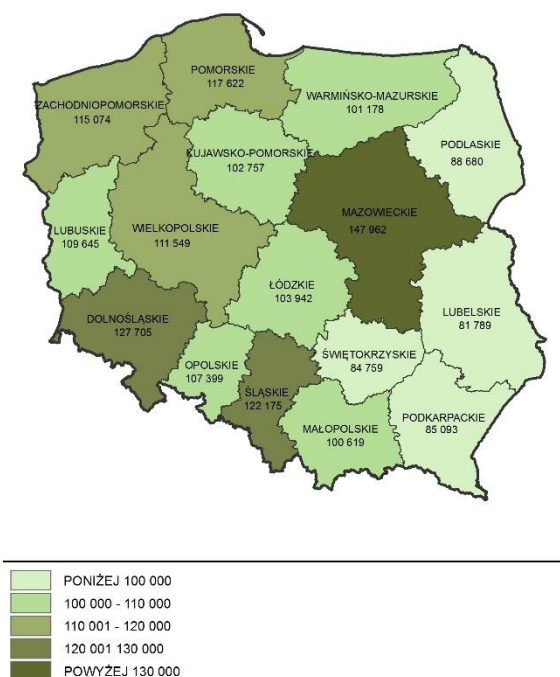 POMORSKIE
117 622
ZACHODNIOPOMORSKIE
115 074
WARMIŃSKO-MAZURSKIE
101 178
PODLASKIE
88 680
KUJAWSKO-POMORSKIE
102 757
MAZOWIECKIE
147 962
LUBUSKIE
109 645
WIELKOPOLSKIE
111 549
ŁÓDZKIE
103 942
LUBELSKIE
81 789
DOLNOŚLĄSKIE
127 705
OPOLSKIE
107 399
ŚLĄSKIE
122 175
ŚWIĘTOKRZYSKIE
84 759
MAŁOPOLSKIE
100 619
PODKARPACKIE
85 093
PONIŻEJ 100 000
100 000 - 110 000
110 001 - 120 000
120 001 130 000
POWYŻEJ 130 000